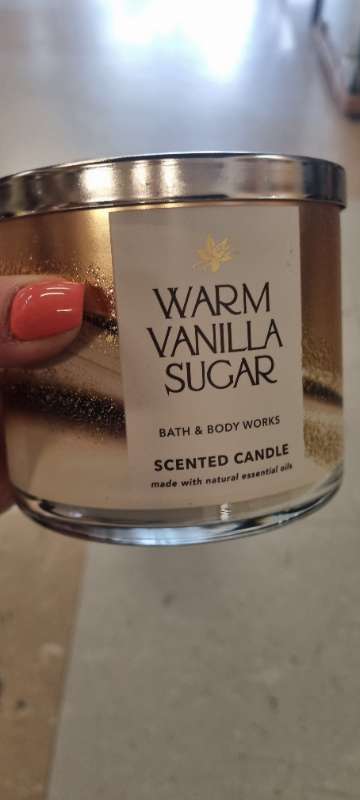 WARM
VANILLA
SUGAR
BATH & BODY WORKS
SCENTED CANDLE
made with natural essential oils